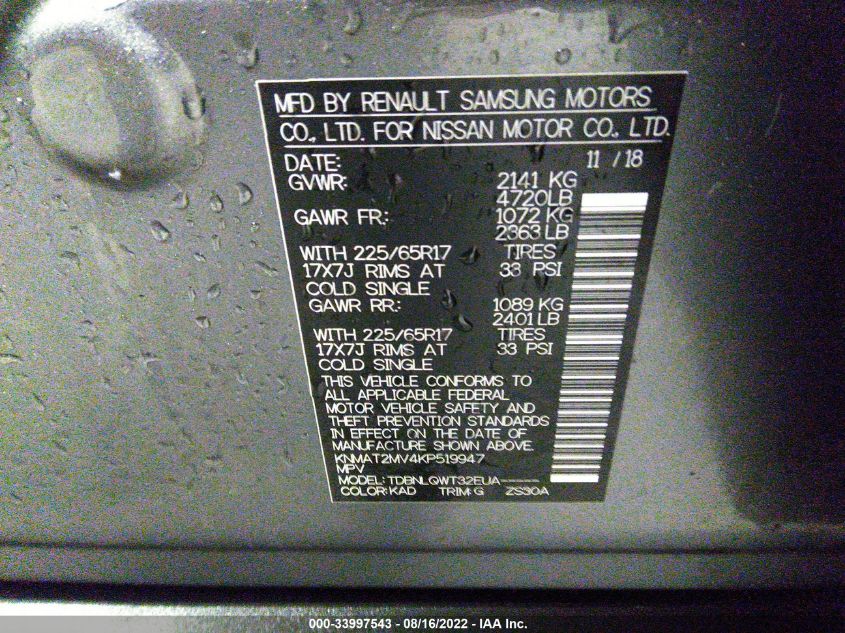 MFD BY RENAULT SAMSUNG MOTORS
CO., LTD. FOR NISSAN MOTOR CO., LTD.
DATE: 11 / 18
GVWR: 2141 KG
4720LB
GAWR FR.: 1072 KG
2363 LB
WITH 225/65R17 TIRES
17X7J RIMS AT 33 PSI
COLD SINGLE
GAWR RR.: 1089 KG
2401 LB
WITH 225/65R17 TIRES
17X7J RIMS AT 33 PSI
COLD SINGLE
THIS VEHICLE CONFORMS TO
ALL APPLICABLE FEDERAL
MOTOR VEHICLE SAFETY AND
THEFT PREVENTION STANDARDS
IN EFFECT ON THE DATE OF
MANUFACTURE SHOWN ABOVE.
KNMAT2MV4KP519947
MPV
MODEL: TDBNLQWT32EUA-----
COLOR: KAD TRIM: G ZS30A
000-33997543 - 08/16/2022 - IAA Inc.